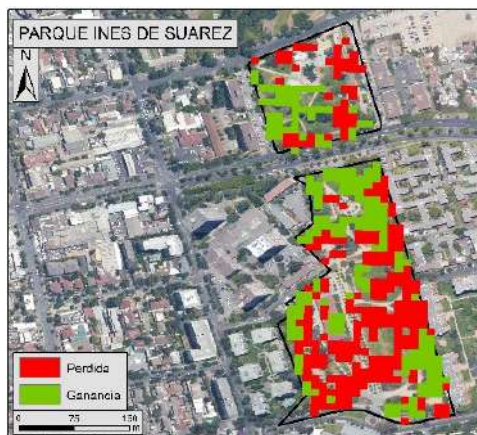 PARQUE INES DE SUAREZ
N
Perdida
Ganancia
0 75 150
m